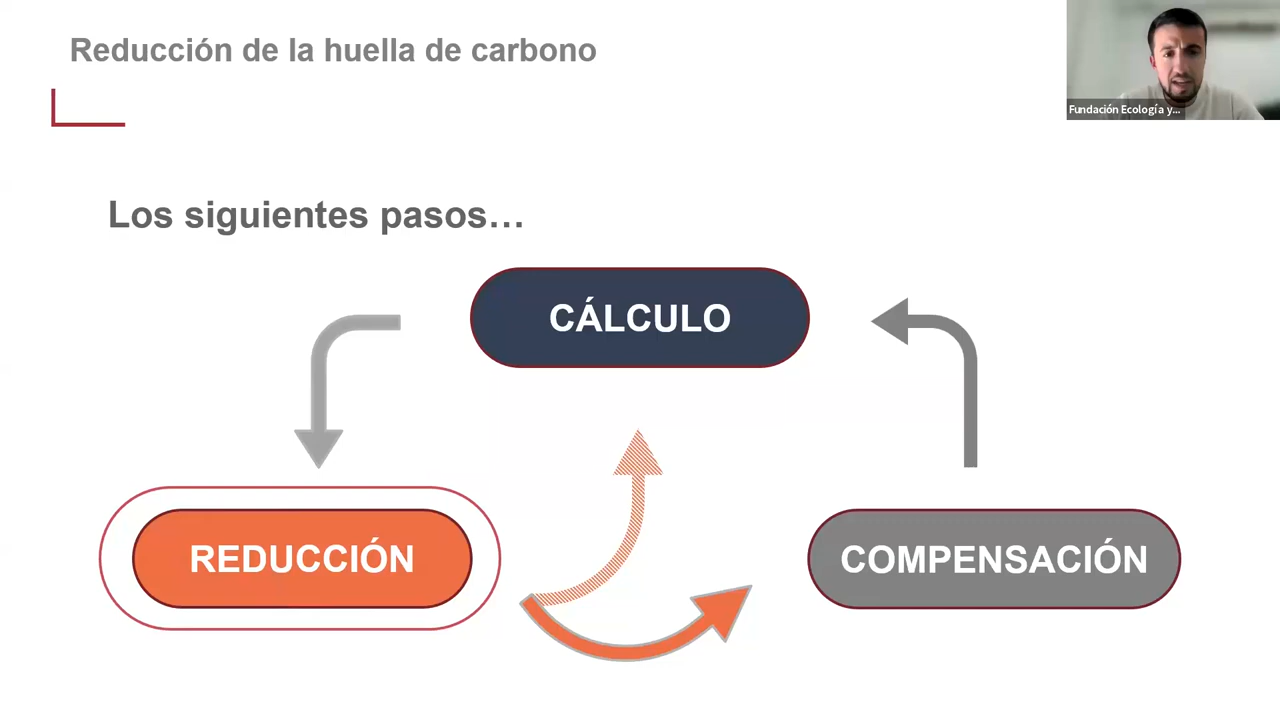 Reducción de la huella de carbono
Fundación Ecología y...
Los siguientes pasos…
CÁLCULO
REDUCCIÓN
COMPENSACIÓN